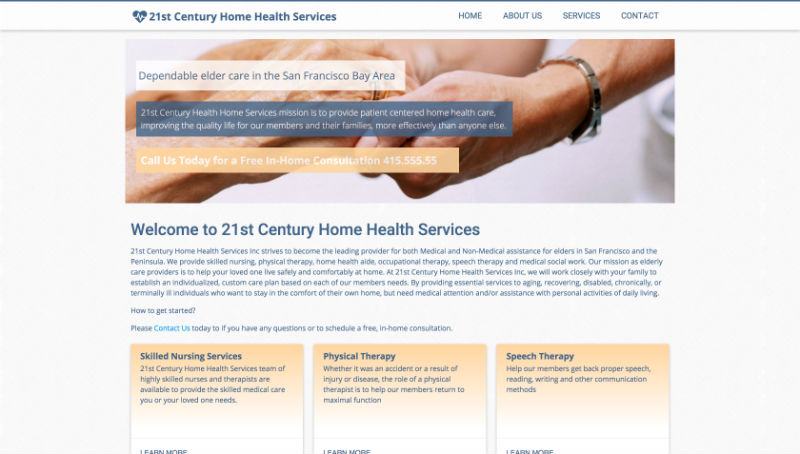 21st Century Home Health Services
HOME
ABOUT US
SERVICES
CONTACT
Dependable elder care in the San Francisco Bay Area
21st Century Health Home Services mission is to provide patient centered home health care,
improving the quality life for our members and their families, more effectively than anyone else.
Call Us Today for a Free In-Home Consultation 415.555.55
Welcome to 21st Century Home Health Services
21st Century Home Health Services Inc strives to become the leading provider for both Medical and Non-Medical assistance for elders in San Francisco and the
Peninsula. We provide skilled nursing, physical therapy, home health aide, occupational therapy, speech therapy and medical social work. Our mission as elderly
care providers is to help your loved one live safely and comfortably at home. At 21st Century Home Health Services Inc, we will work closely with your family to
establish an individualized, custom care plan based on each of our members needs. By providing essential services to aging, recovering, disabled, chronically, or
terminally ill individuals who want to stay in the comfort of their own home, but need medical attention and/or assistance with personal activities of daily living.
How to get started?
Please Contact Us today to if you have any questions or to schedule a free, in-home consultation.
Skilled Nursing Services
21st Century Home Health Services team of
highly skilled nurses and therapists are
available to provide the skilled medical care
you or your loved one needs.
LEARN MORE
Physical Therapy
Whether it was an accident or a result of
injury or disease, the role of a physical
therapist is to help our members return to
maximal function
LEARN MORE
Speech Therapy
Help our members get back proper speech,
reading, writing and other communication
methods
LEARN MORE